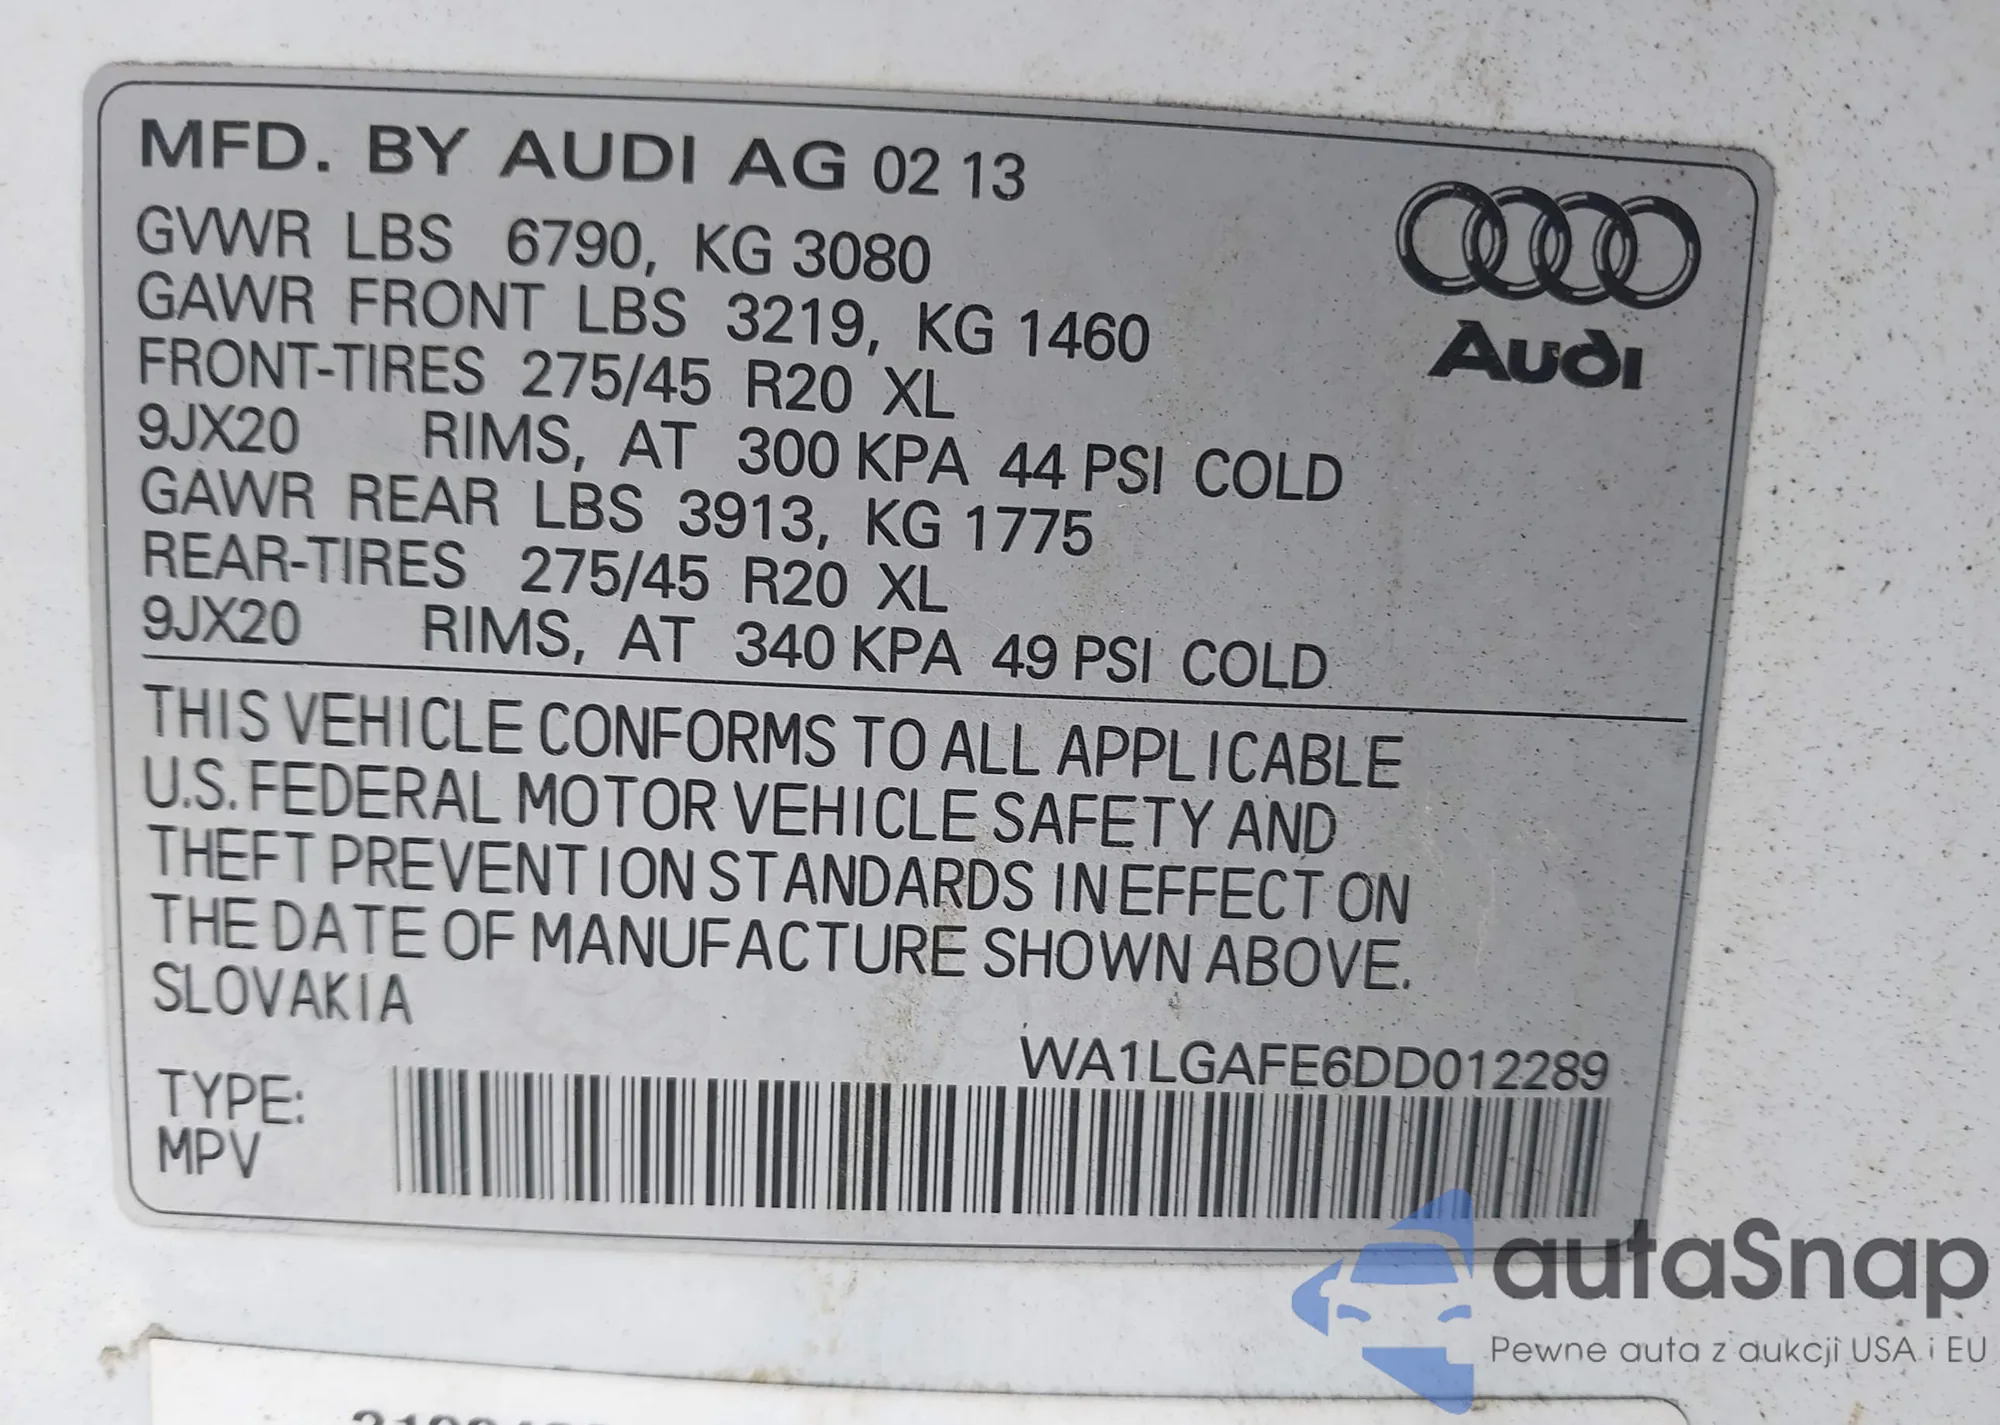 MFD. BY AUDI AG 02 13
GVWR LBS 6790, KG 3080
GAWR FRONT LBS 3219, KG 1460
FRONT-TIRES 275/45 R20 XL
9JX20 RIMS, AT 300 KPA 44 PSI COLD
GAWR REAR LBS 3913, KG 1775
REAR-TIRES 275/45 R20 XL
9JX20 RIMS, AT 340 KPA 49 PSI COLD
Audi
THIS VEHICLE CONFORMS TO ALL APPLICABLE
U.S. FEDERAL MOTOR VEHICLE SAFETY AND
THEFT PREVENTION STANDARDS IN EFFECT ON
THE DATE OF MANUFACTURE SHOWN ABOVE.
SLOVAKIA
WA1LGAFE6DD012289
TYPE:
MPV
autaSnap
Pewne auta z aukcji USA i EU